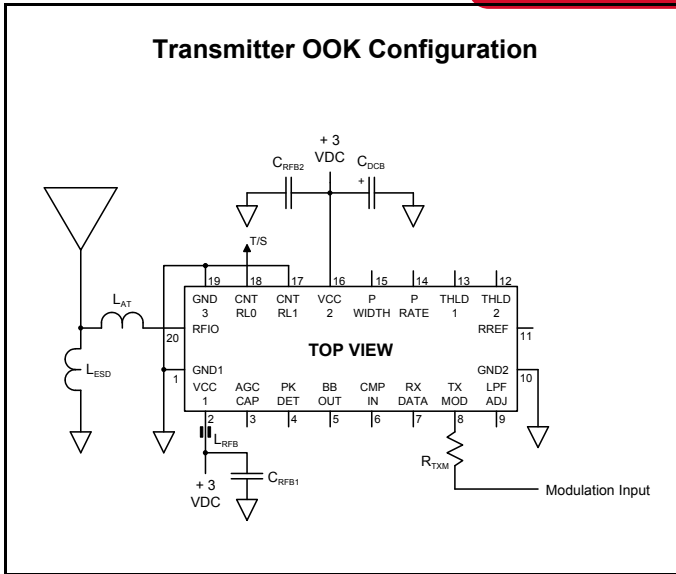 Transmitter OOK Configuration
+ 3
VDC
CRFB2
CDCB
+
T/S
19
18
17
16
15
14
13
12
GND
3
CNT
RL0
CNT
RL1
VCC
2
P
WIDTH
P
RATE
THLD
1
THLD
2
LAT
20
RFIO
RREF
11
TOP VIEW
LESD
1
GND1
GND2
10
VCC
1
AGC
CAP
PK
DET
BB
OUT
CMP
IN
RX
DATA
TX
MOD
LPF
ADJ
2
3
4
5
6
7
8
9
LRFB
RTXM
+ 3
VDC
CRFB1
Modulation Input